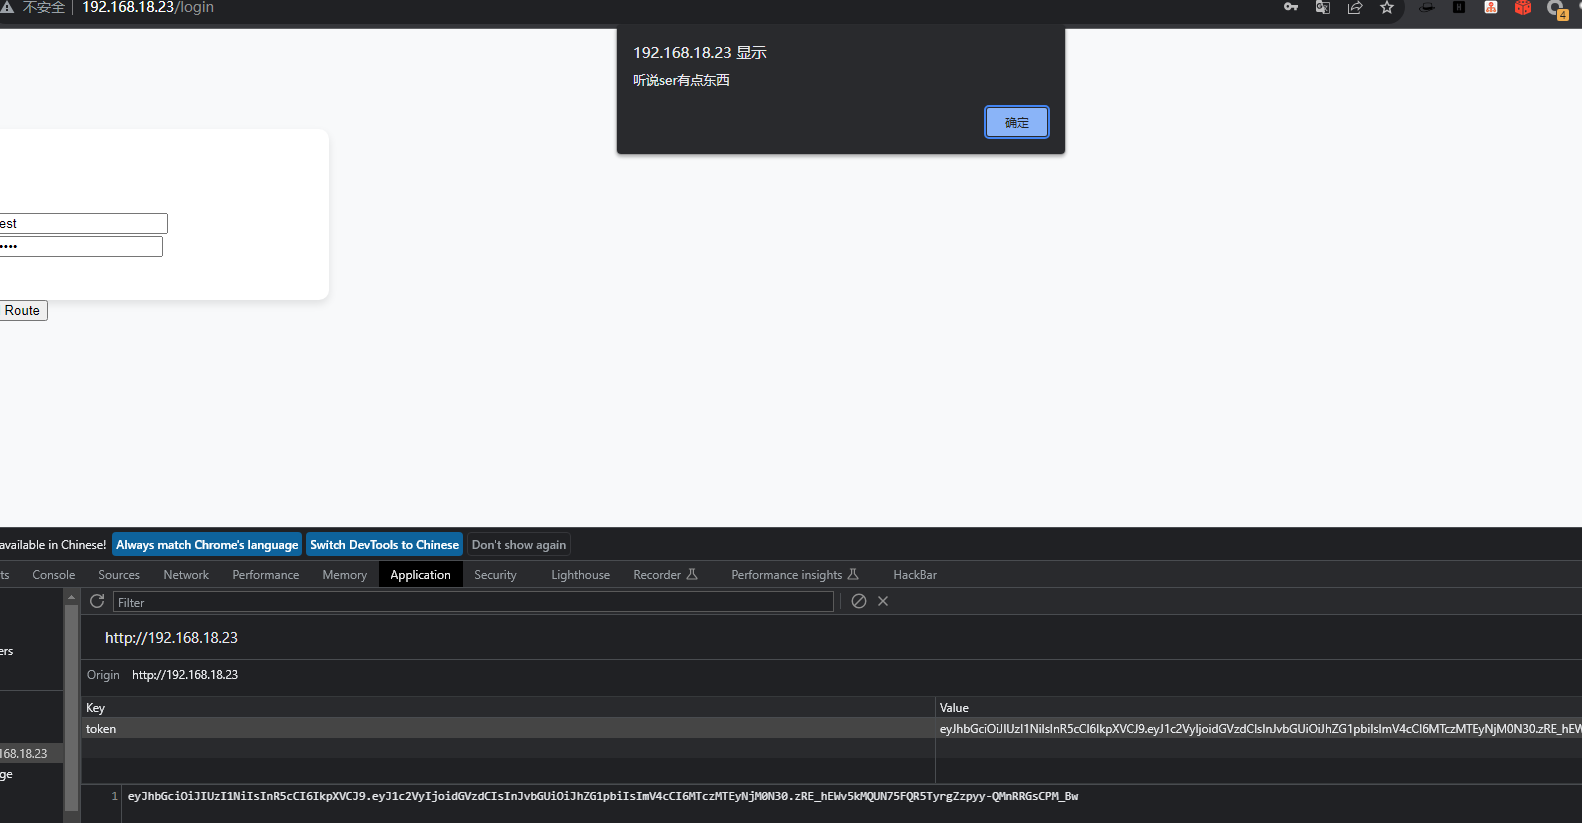 不安全 192.168.18.23/login
4
192.168.18.23 显示
听说ser有点东西
确定
est
••••
Route
available in Chinese! Always match Chrome's language Switch DevTools to Chinese Don't show again
ts Console Sources Network Performance Memory Application Security Lighthouse Recorder Performance insights HackBar
Filter
http://192.168.18.23
ers
Origin http://192.168.18.23
Key Value
token eyJhbGciOiJIUzI1NiIsInR5cCI6IkpXVCJ9.eyJ1c2VyIjoidGVzdCIsInJvbGUiOiJhZG1pbiIsImV4cCI6MTczMTEyNjM0N30.zRE_hEW
168.18.23
ge
1 eyJhbGciOiJIUzI1NiIsInR5cCI6IkpXVCJ9.eyJ1c2VyIjoidGVzdCIsInJvbGUiOiJhZG1pbiIsImV4cCI6MTczMTEyNjM0N30.zRE_hEWv5kMQUN75FQR5TyrgZzpyy-QMnRRGsCPM_Bw